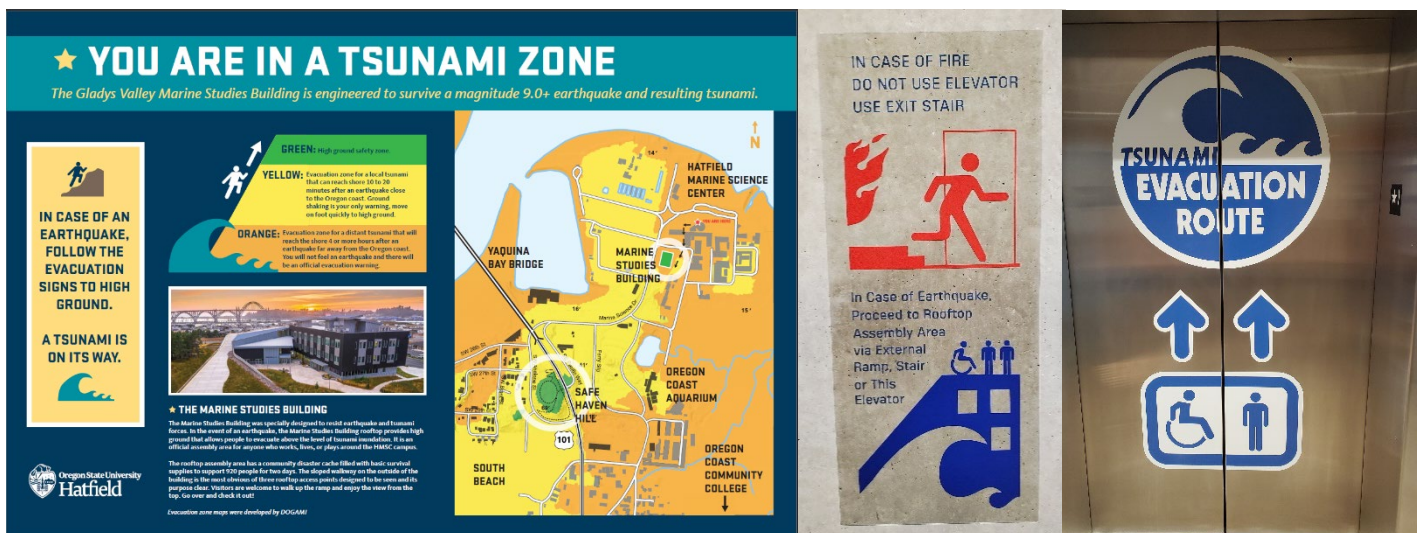 YOU ARE IN A TSUNAMI ZONE
The Gladys Valley Marine Studies Building is engineered to survive a magnitude 9.0+ earthquake and resulting tsunami.
IN CASE OF AN
EARTHQUAKE,
FOLLOW THE
EVACUATION
SIGNS TO HIGH
GROUND.
A TSUNAMI IS
ON ITS WAY.
Oregon State University
Hatfield
GREEN: High ground safety zone
YELLOW: Evacuation zone for a local tsunami
that can reach shore 10 to 20
minutes after an earthquake close
to the Oregon coast. Ground
shaking is your only warning, move
on foot quickly to high ground.
ORANGE: Evacuation zone for a distant tsunami that will
reach the shore 4 or more hours after an
earthquake far away from the Oregon coast.
You will not feel an earthquake and there will
be an official evacuation warning.
THE MARINE STUDIES BUILDING
The Marine Studies Building was specially designed to resist earthquake and tsunami
forces. In the event of an earthquake, the Marine Studies Building rooftop provides high
ground that allows people to evacuate above the level of tsunami inundation. It is an
official assembly area for anyone who works, lives, or plays around the HMSC campus.
The rooftop assembly area has a community disaster cache filled with basic survival
supplies to support 920 people for two days. The sloped walkway on the outside of the
building is the most obvious of three rooftop access points designed to be seen and its
purpose clear. Visitors are welcome to walk up the ramp and enjoy the view from the
top. Go over and check it out!
Evacuation zone maps were developed by DOGAMI
N
14'
HATFIELD
MARINE SCIENCE
CENTER
YAQUINA
BAY BRIDGE
MARINE
STUDIES
BUILDING
16'
Marine Science Dr
15'
SW 26th St
SW 27th St
SAFE
HAVEN
HILL
101
OREGON
COAST
AQUARIUM
SOUTH
BEACH
OREGON
COAST
COMMUNITY
COLLEGE
IN CASE OF FIRE
DO NOT USE ELEVATOR
USE EXIT STAIR
In Case of Earthquake,
Proceed to Rooftop
Assembly Area
via External
Ramp, Stair
or This
Elevator
TSUNAMI
EVACUATION
ROUTE